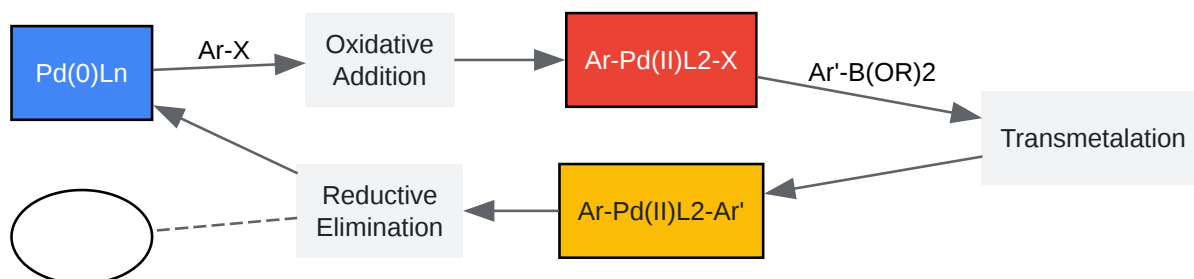 Pd(0)Ln
Ar-X
Oxidative
Addition
Ar-Pd(II)L2-X
Ar'-B(OR)2
Transmetalation
Ar-Pd(II)L2-Ar'
Reductive
Elimination